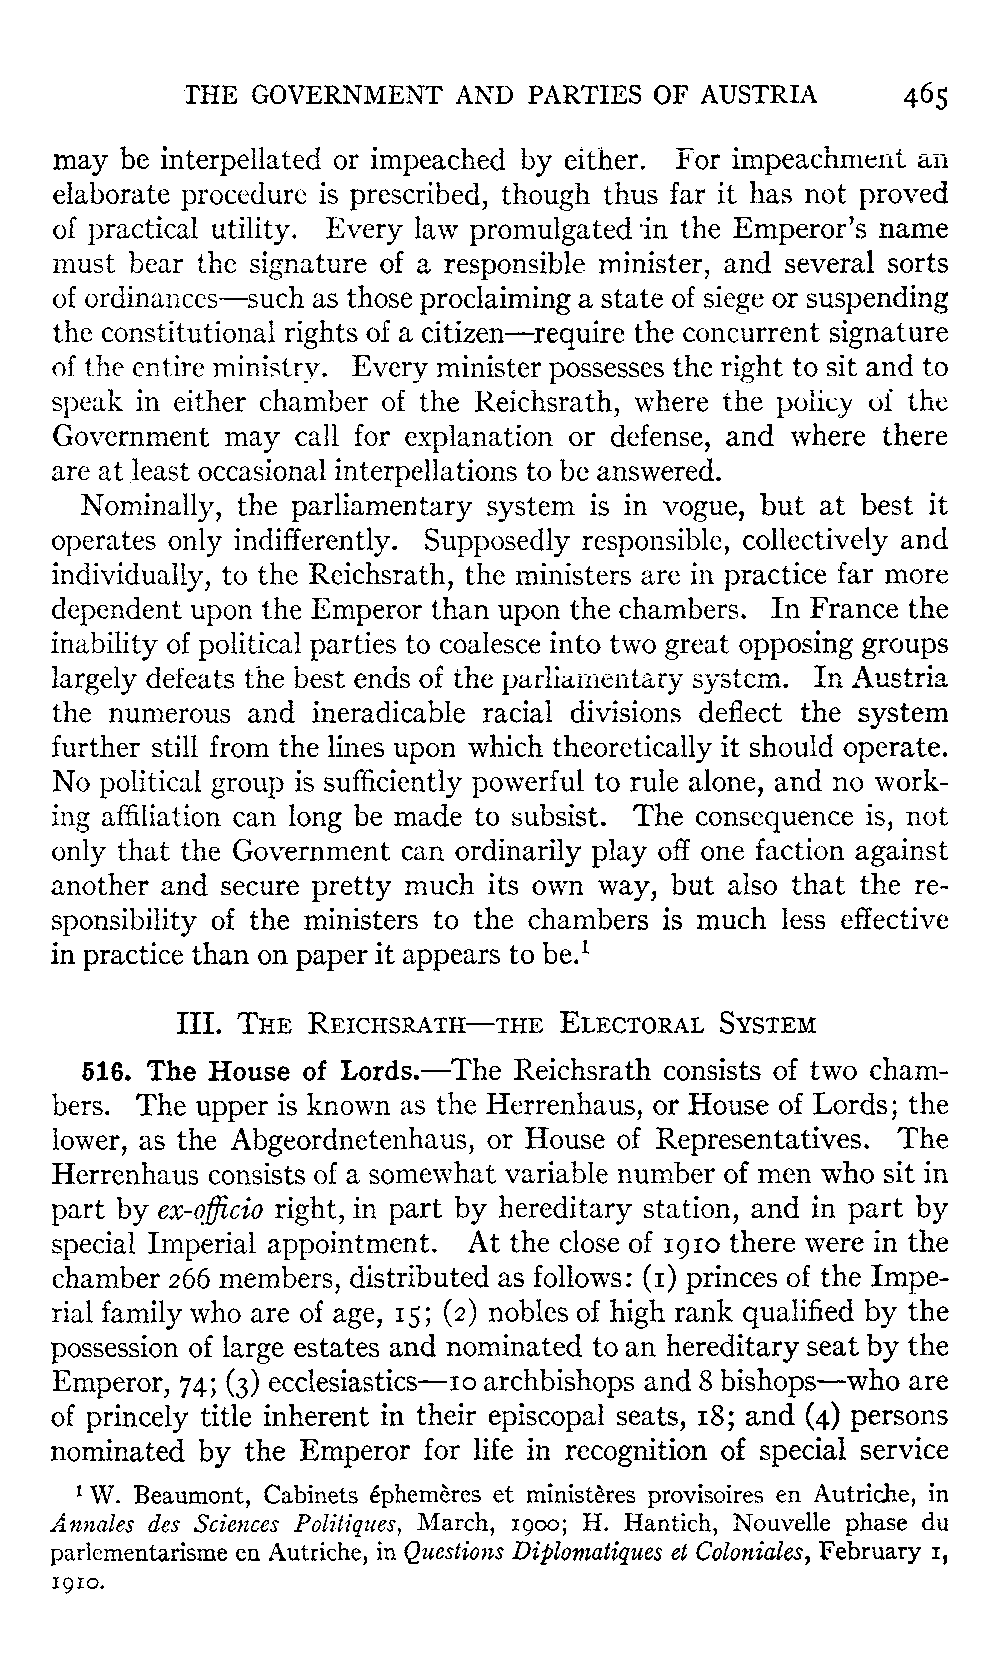 THE GOVERNMENT AND PARTIES OF AUSTRIA 465
may be interpellated or impeached by either. For impeachment an
elaborate procedure is prescribed, though thus far it has not proved
of practical utility. Every law promulgated in the Emperor's name
must bear the signature of a responsible minister, and several sorts
of ordinances—such as those proclaiming a state of siege or suspending
the constitutional rights of a citizen—require the concurrent signature
of the entire ministry. Every minister possesses the right to sit and to
speak in either chamber of the Reichsrath, where the policy of the
Government may call for explanation or defense, and where there
are at least occasional interpellations to be answered.
Nominally, the parliamentary system is in vogue, but at best it
operates only indifferently. Supposedly responsible, collectively and
individually, to the Reichsrath, the ministers are in practice far more
dependent upon the Emperor than upon the chambers. In France the
inability of political parties to coalesce into two great opposing groups
largely defeats the best ends of the parliamentary system. In Austria
the numerous and ineradicable racial divisions deflect the system
further still from the lines upon which theoretically it should operate.
No political group is sufficiently powerful to rule alone, and no work-
ing affiliation can long be made to subsist. The consequence is, not
only that the Government can ordinarily play off one faction against
another and secure pretty much its own way, but also that the re-
sponsibility of the ministers to the chambers is much less effective
in practice than on paper it appears to be.¹
III. THE REICHSRATH—THE ELECTORAL SYSTEM
516. The House of Lords.—The Reichsrath consists of two cham-
bers. The upper is known as the Herrenhaus, or House of Lords; the
lower, as the Abgeordnetenhaus, or House of Representatives. The
Herrenhaus consists of a somewhat variable number of men who sit in
part by ex-officio right, in part by hereditary station, and in part by
special Imperial appointment. At the close of 1910 there were in the
chamber 266 members, distributed as follows: (1) princes of the Impe-
rial family who are of age, 15; (2) nobles of high rank qualified by the
possession of large estates and nominated to an hereditary seat by the
Emperor, 74; (3) ecclesiastics—10 archbishops and 8 bishops—who are
of princely title inherent in their episcopal seats, 18; and (4) persons
nominated by the Emperor for life in recognition of special service
¹ W. Beaumont, Cabinets éphemères et ministères provisoires en Autriche, in
Annales des Sciences Politiques, March, 1900; H. Hantich, Nouvelle phase du
parlementarisme en Autriche, in Questions Diplomatiques et Coloniales, February 1,
1910.